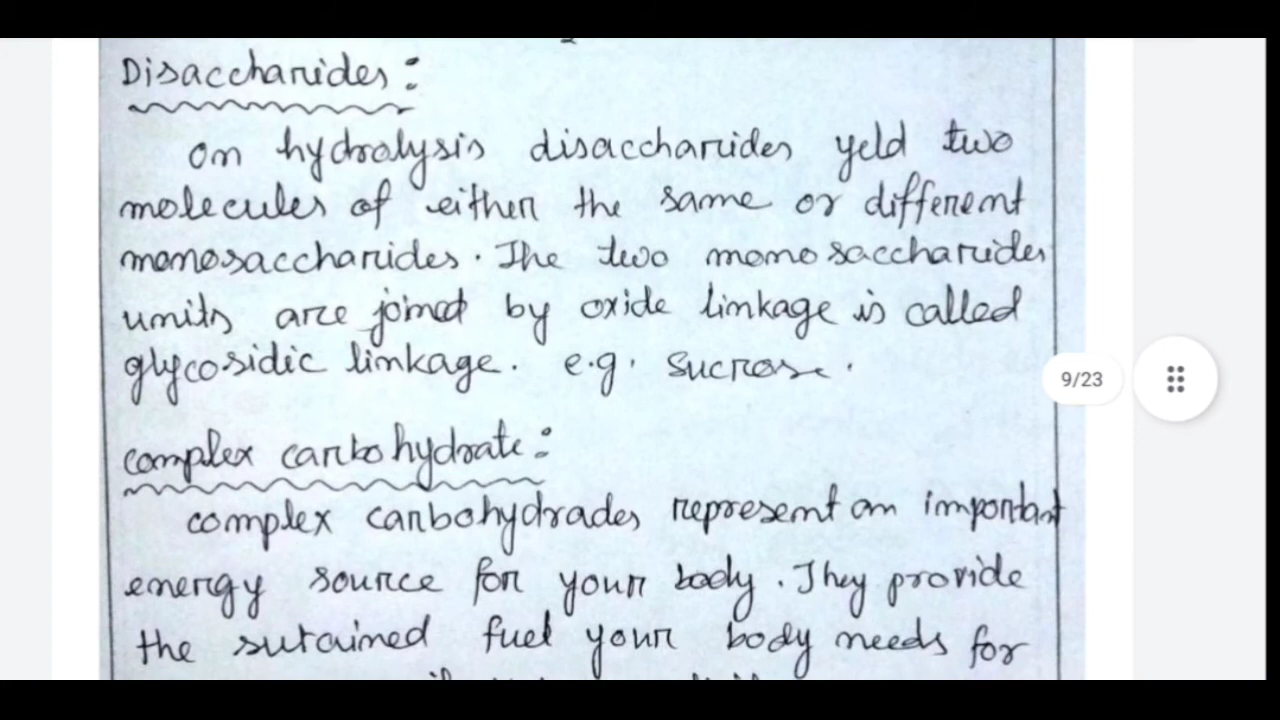 Disaccharides:
on hydrolysis disaccharides yeld two
molecules of either the same or different
monosaccharides. The two monosaccharides
units are joined by oxide linkage is called
glycosidic linkage. e.g. Sucrose.
9/23
complex carbohydrate:
complex carbohydrades represent an important
energy source for your body. They provide
the sutained fuel your body needs for